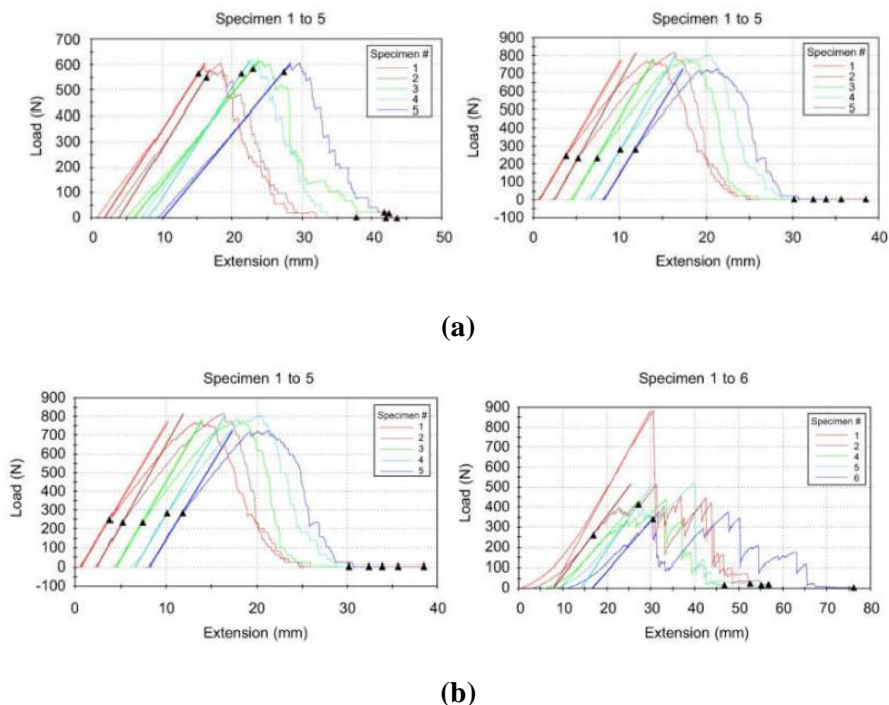 Specimen 1 to 5
700
600
500
400
300
200
100
0
Load (N)
0 10 20 30 40 50
Extension (mm)
Specimen #
1
2
3
4
5
Specimen 1 to 5
900
800
700
600
500
400
300
200
100
0
-100
Load (N)
0 10 20 30 40
Extension (mm)
Specimen #
1
2
3
4
5
(a)
Specimen 1 to 5
900
800
700
600
500
400
300
200
100
0
-100
Load (N)
0 10 20 30 40
Extension (mm)
Specimen #
1
2
3
4
5
Specimen 1 to 6
900
800
700
600
500
400
300
200
100
0
Load (N)
0 10 20 30 40 50 60 70 80
Extension (mm)
Specimen #
1
2
4
5
6
(b)